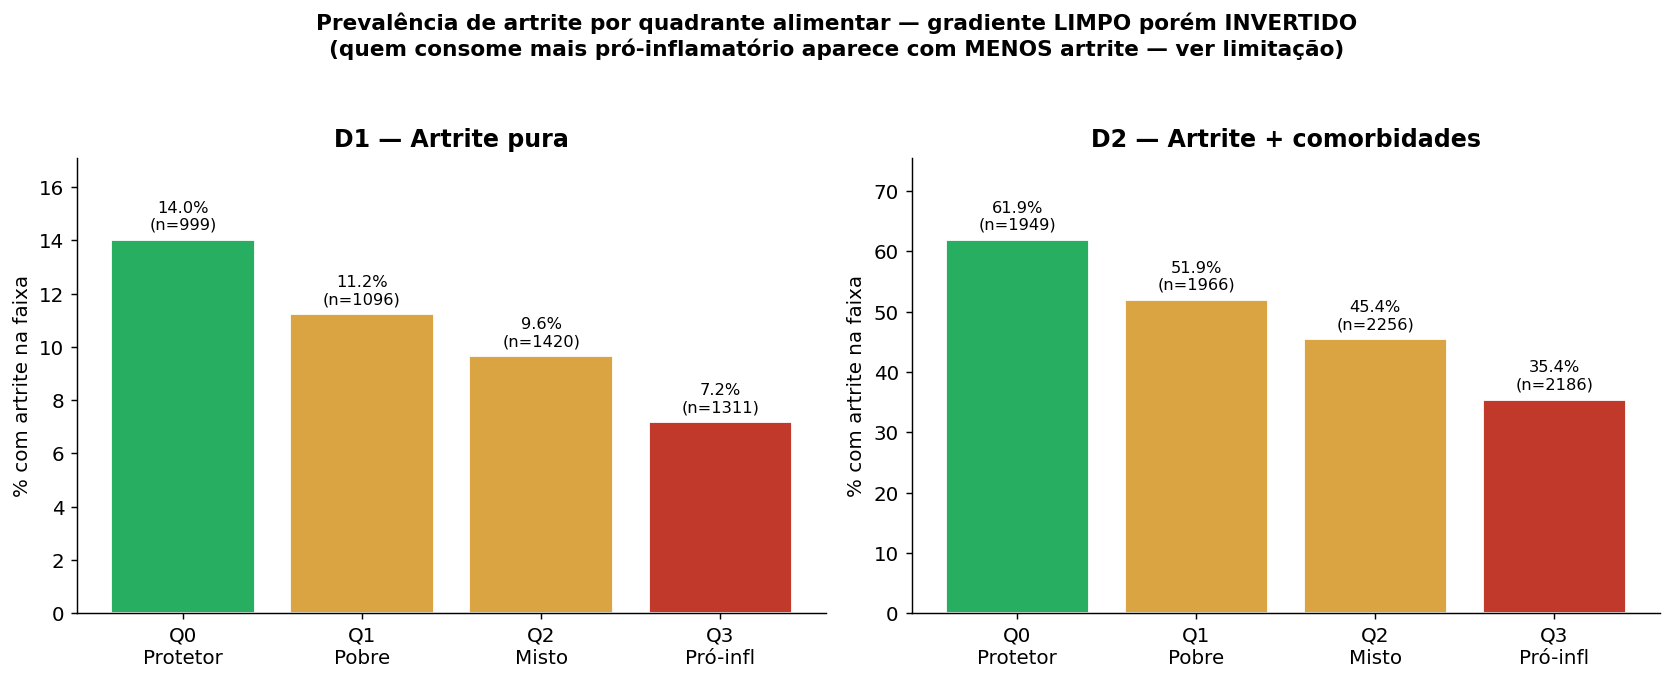 Prevalência de artrite por quadrante alimentar — gradiente LIMPO porém INVERTIDO
(quem consome mais pró-inflamatório aparece com MENOS artrite — ver limitação)
D1 — Artrite pura
% com artrite na faixa
16
14
12
10
8
6
4
2
0
14.0%
(n=999)
11.2%
(n=1096)
9.6%
(n=1420)
7.2%
(n=1311)
Q0
Protetor
Q1
Pobre
Q2
Misto
Q3
Pró-infl
D2 — Artrite + comorbidades
% com artrite na faixa
70
60
50
40
30
20
10
0
61.9%
(n=1949)
51.9%
(n=1966)
45.4%
(n=2256)
35.4%
(n=2186)
Q0
Protetor
Q1
Pobre
Q2
Misto
Q3
Pró-infl